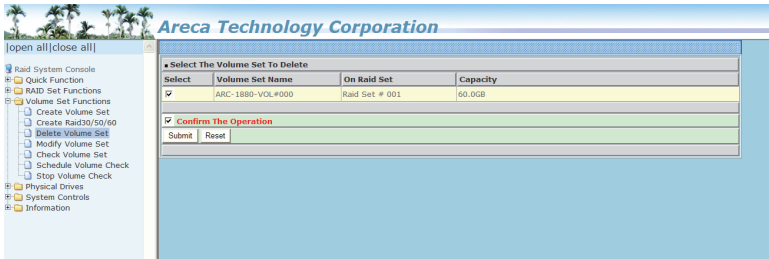 Areca Technology Corporation
|open all|close all|
Raid System Console
Quick Function
RAID Set Functions
Volume Set Functions
Create Volume Set
Create Raid30/50/60
Delete Volume Set
Modify Volume Set
Check Volume Set
Schedule Volume Check
Stop Volume Check
Physical Drives
System Controls
Information
Select The Volume Set To Delete
Select Volume Set Name On Raid Set Capacity
ARC-1880-VOL#000 Raid Set # 001 60.0GB
Confirm The Operation
Submit Reset